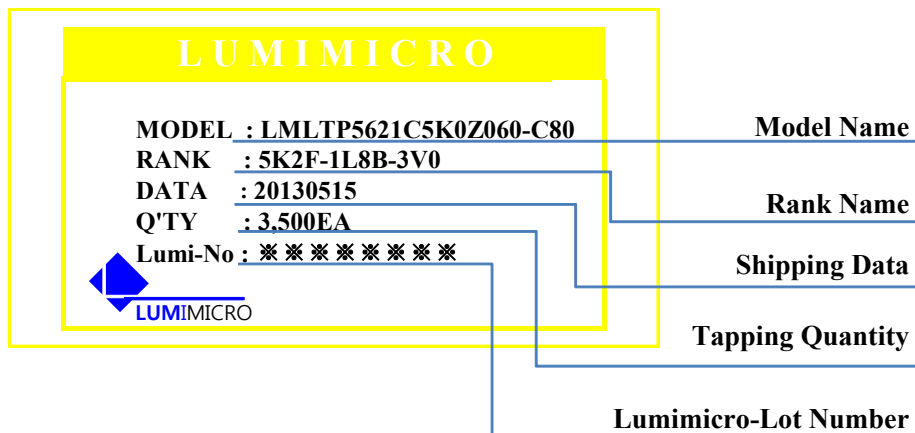 L U M I M I C R O
MODEL : LMLTP5621C5K0Z060-C80
RANK : 5K2F-1L8B-3V0
DATA : 20130515
Q'TY : 3,500EA
Lumi-No : ※※※※※※※※
LUMIMICRO
Model Name
Rank Name
Shipping Data
Tapping Quantity
Lumimicro-Lot Number